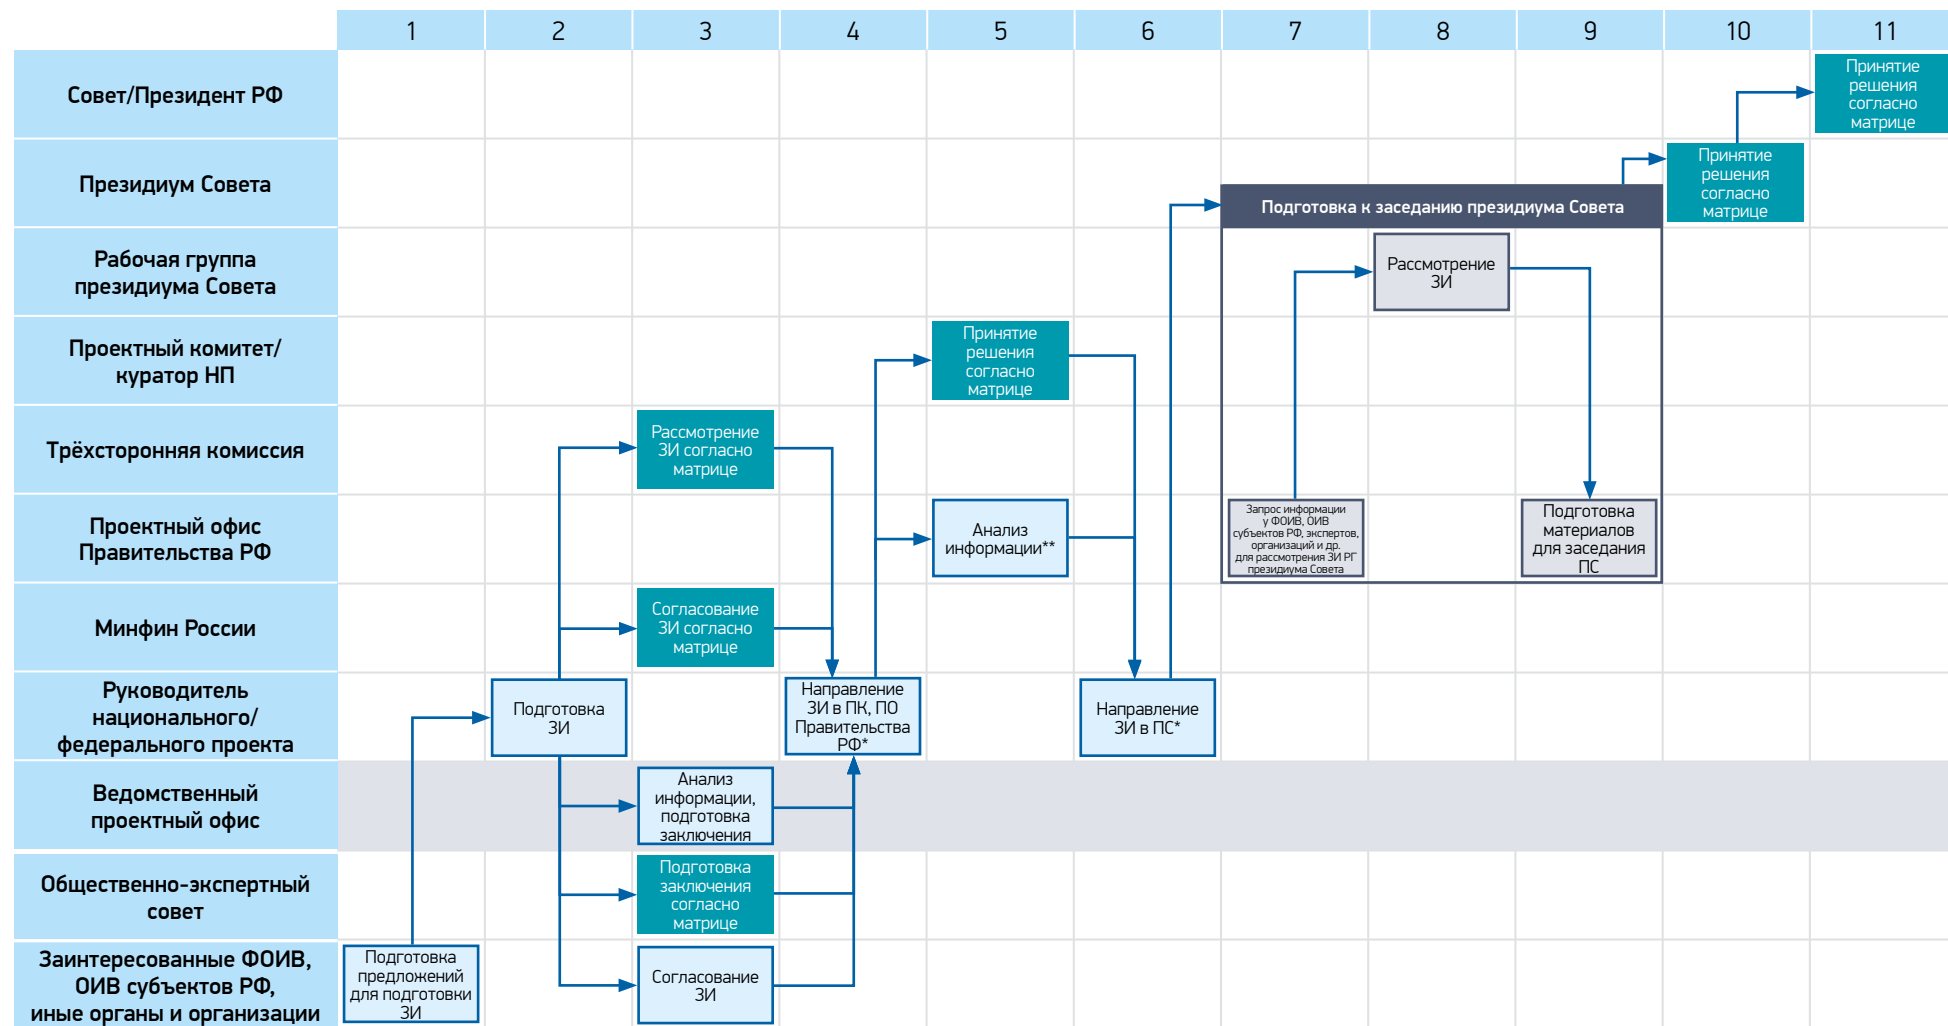 1 2 3 4 5 6 7 8 9 10 11
Совет/Президент РФ
Принятие
решения
согласно
матрице
Президиум Совета
Подготовка к заседанию президиума Совета
Принятие
решения
согласно
матрице
Рабочая группа
президиума Совета
Рассмотрение
ЗИ
Проектный комитет/
куратор НП
Принятие
решения
согласно
матрице
Трёхсторонняя комиссия
Рассмотрение
ЗИ согласно
матрице
Проектный офис
Правительства РФ
Анализ
информации**
Запрос информации
у ФОИВ, ОИВ
субъектов РФ, экспертов,
организаций и др.
для рассмотрения ЗИ РГ
президиума Совета
Подготовка
материалов
для заседания
ПС
Минфин России
Согласование
ЗИ согласно
матрице
Руководитель
национального/
федерального проекта
Подготовка
ЗИ
Направление
ЗИ в ПК, ПО
Правительства
РФ*
Направление
ЗИ в ПС*
Ведомственный
проектный офис
Анализ
информации,
подготовка
заключения
Общественно-экспертный
совет
Подготовка
заключения
согласно
матрице
Заинтересованные ФОИВ,
ОИВ субъектов РФ,
иные органы и организации
Подготовка
предложений
для подготовки
ЗИ
Согласование
ЗИ